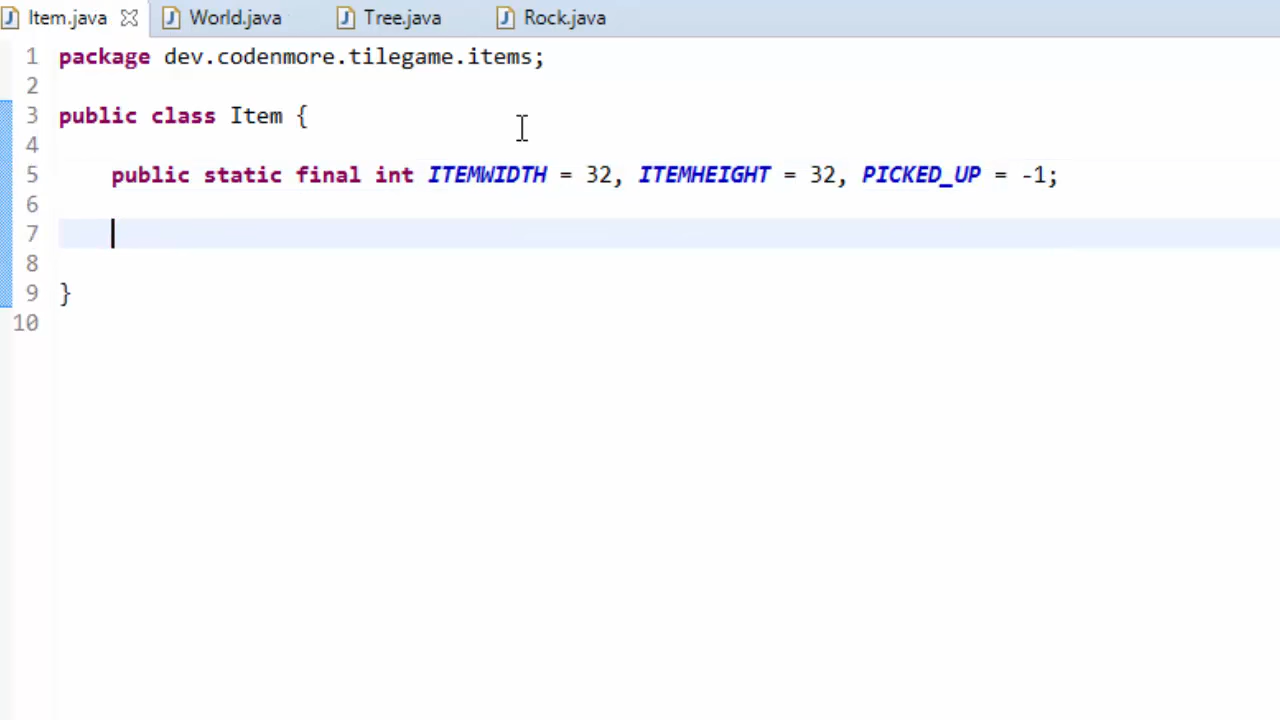 Item.java World.java Tree.java Rock.java
1 package dev.codenmore.tilegame.items;
2
3 public class Item {
4
5 public static final int ITEMWIDTH = 32, ITEMHEIGHT = 32, PICKED_UP = -1;
6
7
8
9 }
10